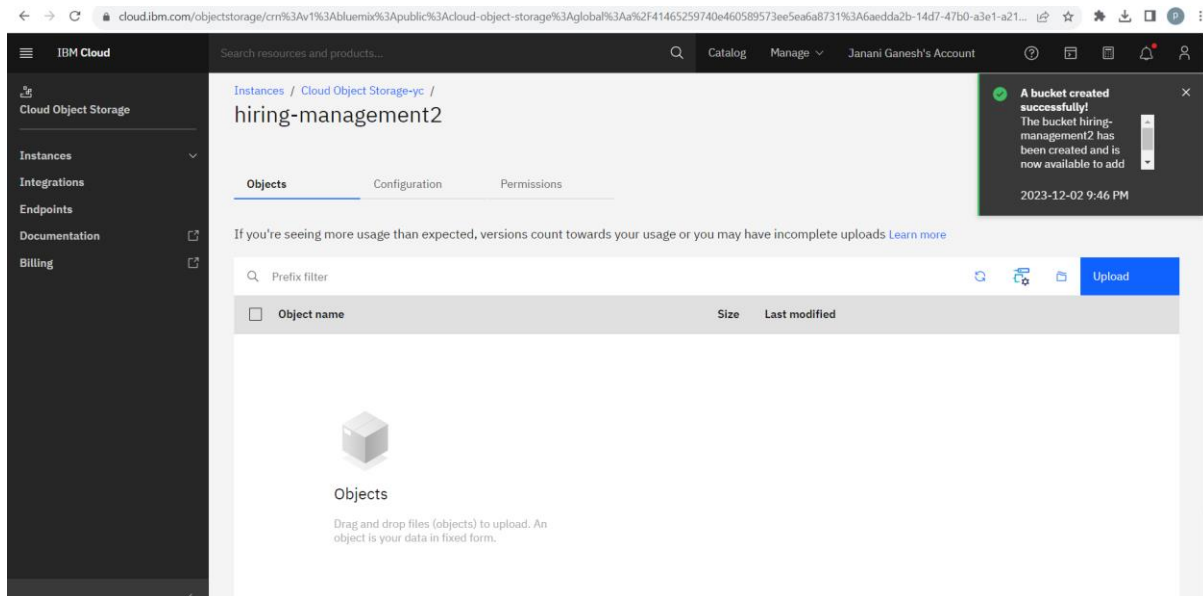 cloud.ibm.com/objectstorage/crn%3Av1%3Abluemix%3Apublic%3Acloud-object-storage%3Aglobal%3Aa%2F41465259740e460589573ee5ea6a8731%3A6aedda2b-14d7-47b0-a3e1-a21...
P
IBM Cloud
Search resources and products...
Catalog
Manage
Janani Ganesh's Account
Cloud Object Storage
Instances
Integrations
Endpoints
Documentation
Billing
Instances / Cloud Object Storage-yc /
hiring-management2
A bucket created
successfully!
The bucket hiring-
management2 has
been created and is
now available to add
2023-12-02 9:46 PM
Objects Configuration Permissions
If you're seeing more usage than expected, versions count towards your usage or you may have incomplete uploads Learn more
Prefix filter
Upload
Object name Size Last modified
Objects
Drag and drop files (objects) to upload. An
object is your data in fixed form.